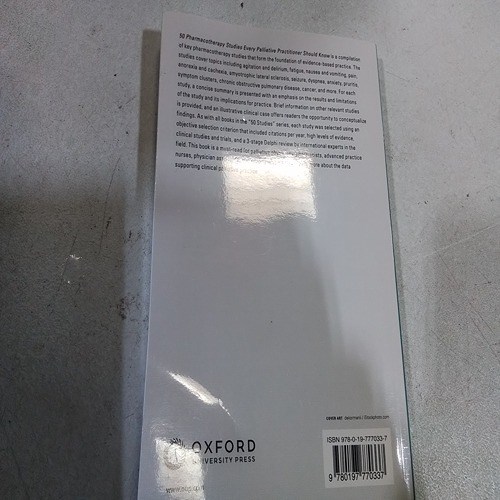 50 Pharmacotherapy Studies Every Palliative Practitioner Should Know is a compilation
of key pharmacotherapy studies that form the foundation of evidence-based practice. The
studies cover topics including agitation and delirium, fatigue, nausea and vomiting, pain,
anorexia and cachexia, amyotrophic lateral sclerosis, seizure, dyspnea, anxiety, pruritis,
symptom clusters, chronic obstructive pulmonary disease, cancer, and more. For each
study, a concise summary is presented with an emphasis on the results and limitations
of the study and its implications for practice. Brief information on other relevant studies
is provided, and an illustrative clinical case offers readers the opportunity to conceptualize
findings. As with all books in the "50 Studies" series, each study was selected using an
objective selection criterion that included citations per year, high levels of evidence,
clinical studies and trials, and a 3-stage Delphi review by international experts in the
field. This book is a must-read for palliative advanced practice
nurses, physician about the data
supporting clinical
COVER ART
OXFORD
UNIVERSITY PRESS
ISBN 978-0-19-777033-7
9 780197 770337